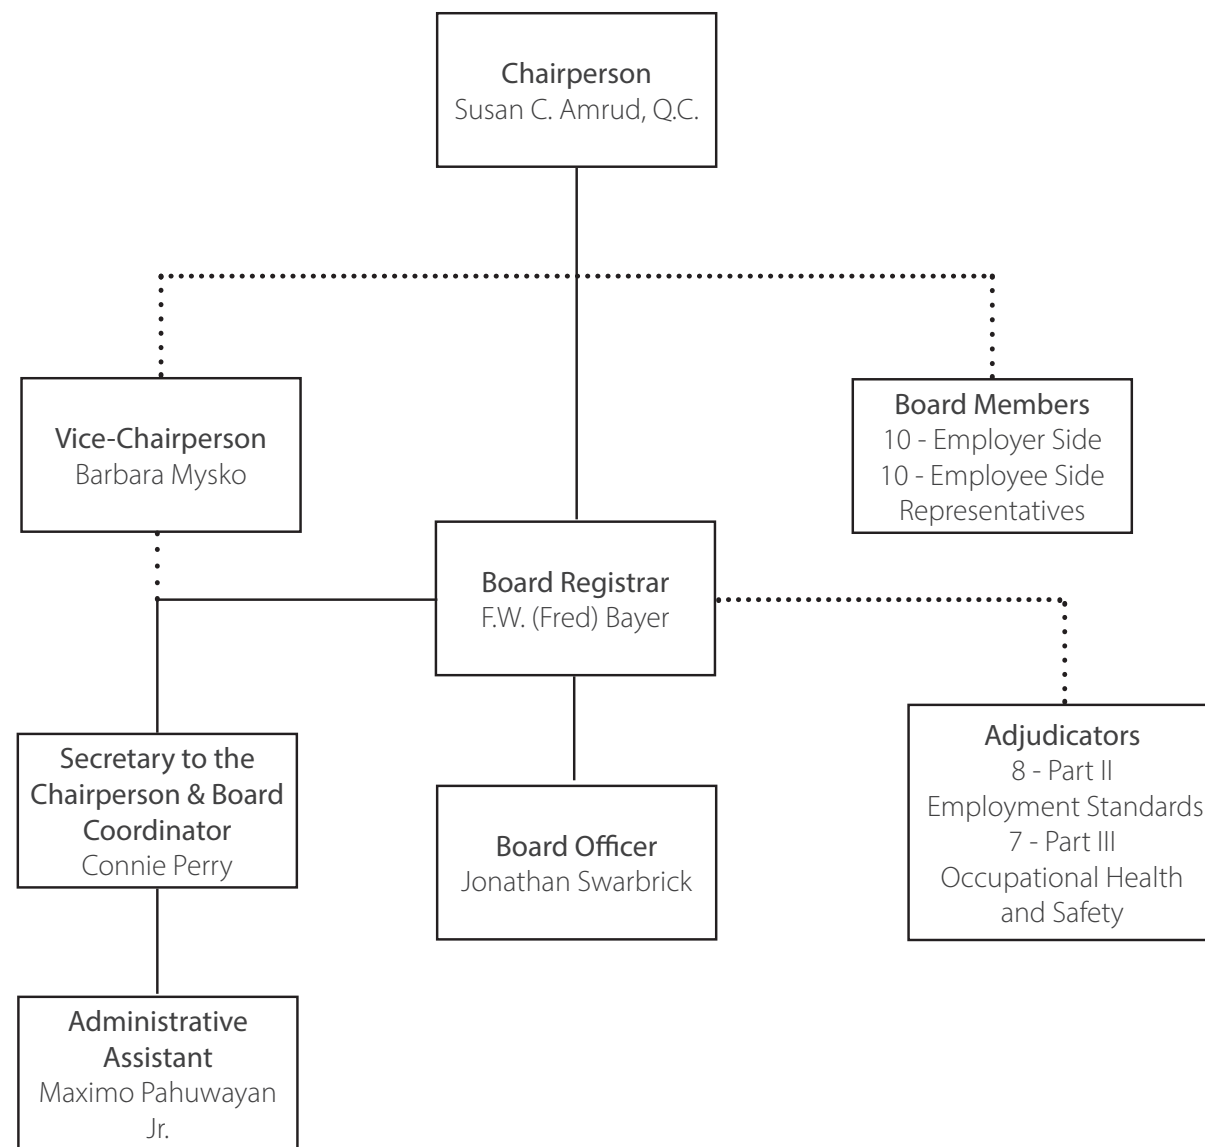 Chairperson
Susan C. Amrud, Q.C.
Vice-Chairperson
Barbara Mysko
Board Members
10 - Employer Side
10 - Employee Side
Representatives
Board Registrar
F.W. (Fred) Bayer
Secretary to the
Chairperson & Board
Coordinator
Connie Perry
Board Officer
Jonathan Swarbrick
Adjudicators
8 - Part II
Employment Standards
7 - Part III
Occupational Health
and Safety
Administrative
Assistant
Maximo Pahuwayan
Jr.